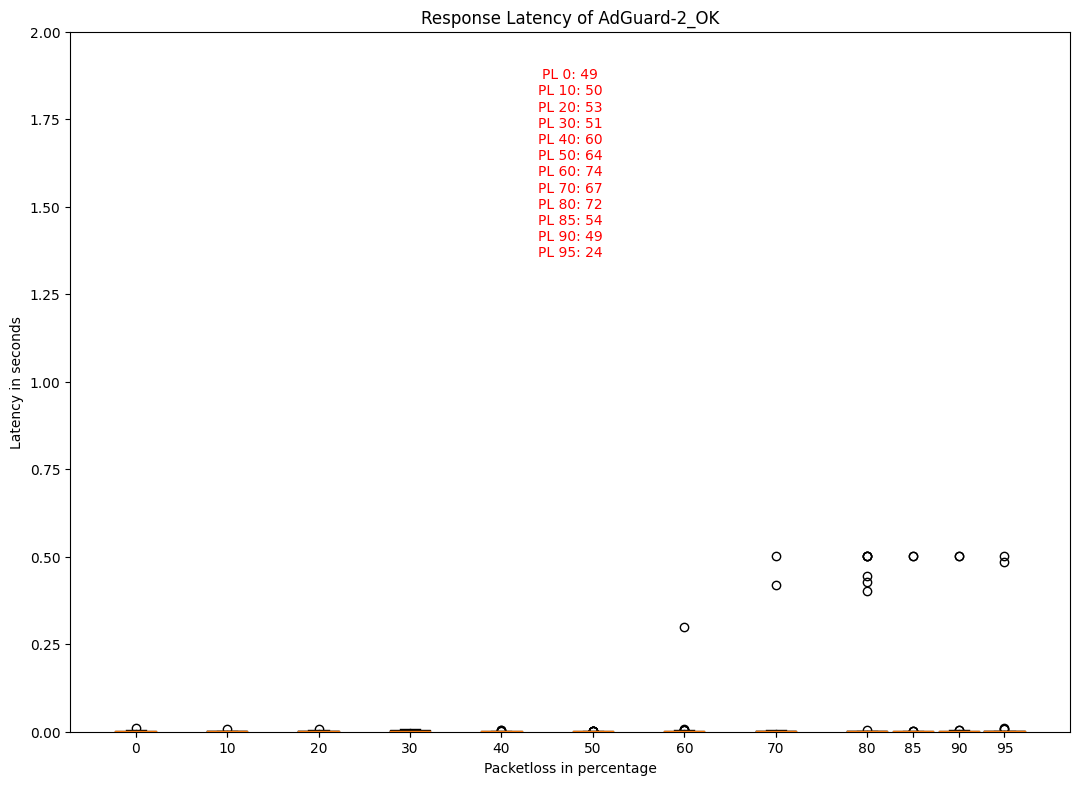 Response Latency of AdGuard-2_OK
2.00
1.75
1.50
1.25
1.00
0.75
0.50
0.25
0.00
Latency in seconds
PL 0: 49
PL 10: 50
PL 20: 53
PL 30: 51
PL 40: 60
PL 50: 64
PL 60: 74
PL 70: 67
PL 80: 72
PL 85: 54
PL 90: 49
PL 95: 24
0 10 20 30 40 50 60 70 80 85 90 95
Packetloss in percentage